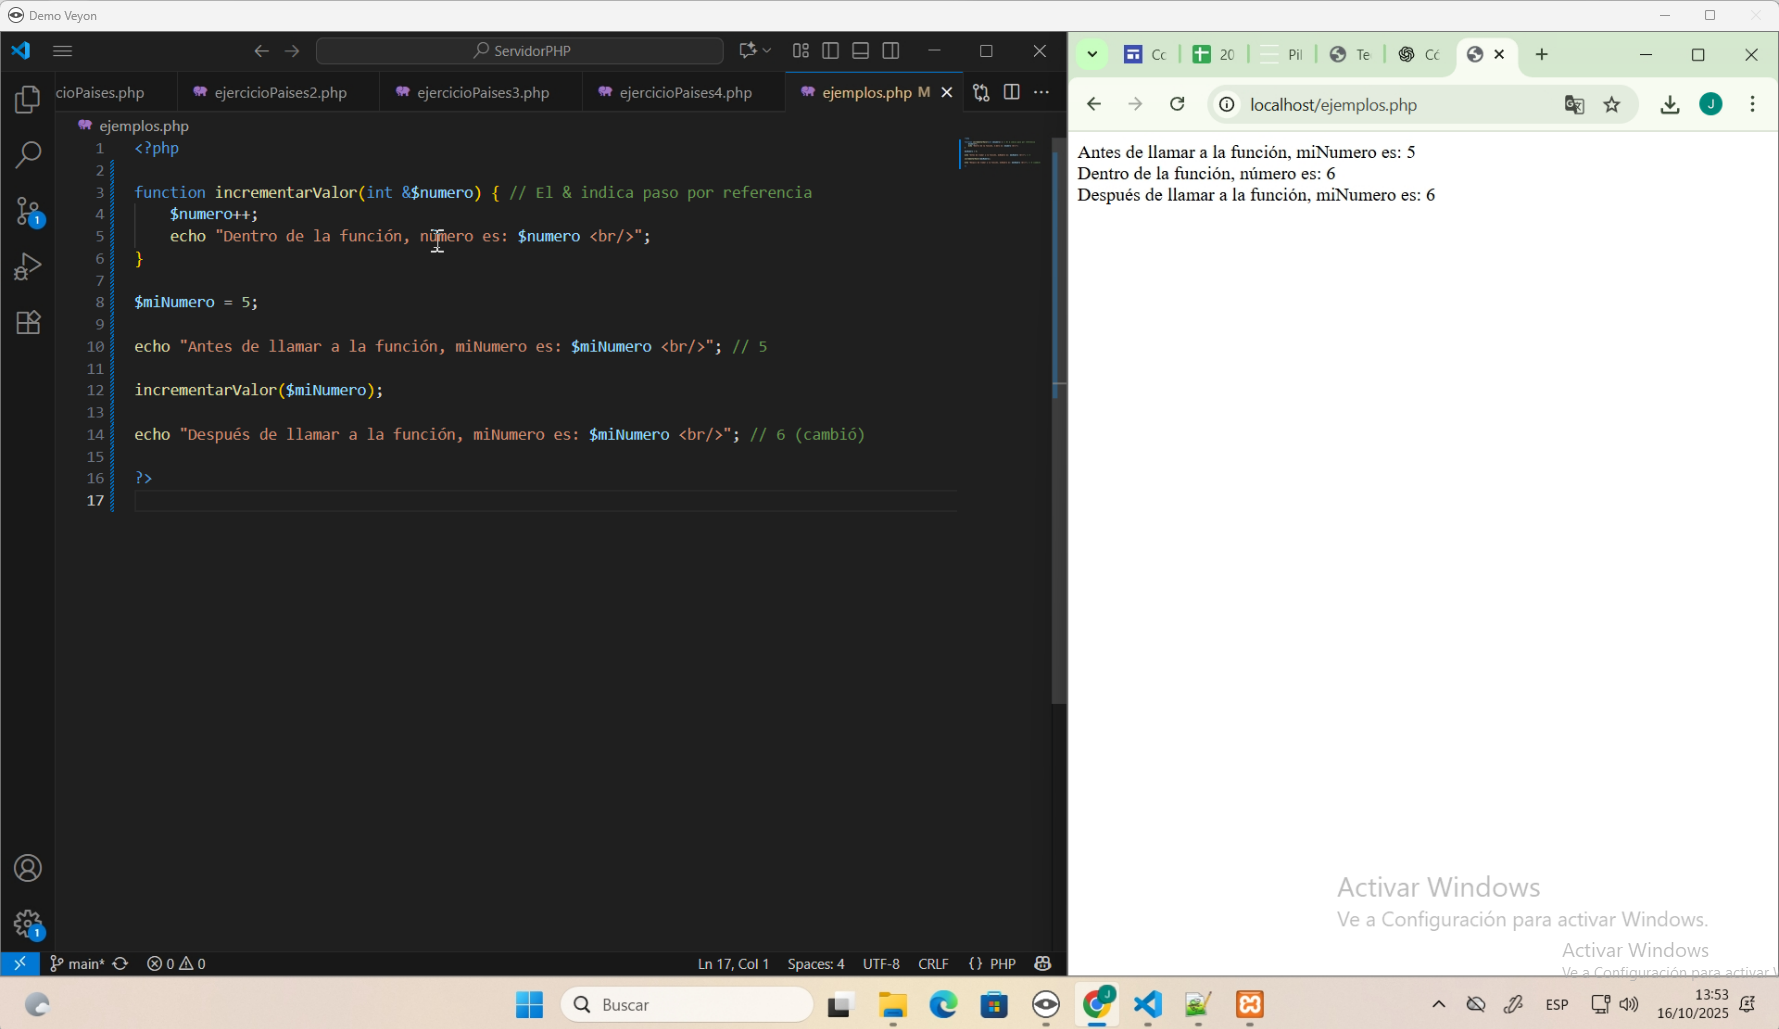 Demo Veyon
ServidorPHP
cioPaises.php
ejercicioPaises2.php
ejercicioPaises3.php
ejercicioPaises4.php
ejemplos.php M
ejemplos.php
1 <?php
2
3 function incrementarValor(int &$numero) { // El & indica paso por referencia
4 $numero++;
5 echo "Dentro de la función, número es: $numero <br/>";
6 }
7
8 $miNumero = 5;
9
10 echo "Antes de llamar a la función, miNumero es: $miNumero <br/>"; // 5
11
12 incrementarValor($miNumero);
13
14 echo "Después de llamar a la función, miNumero es: $miNumero <br/>"; // 6 (cambió)
15
16 ?>
17
1
1
main*
0 0
Ln 17, Col 1
Spaces: 4
UTF-8
CRLF
{} PHP
Cc
20
Pil
Te
Có
localhost/ejemplos.php
J
Antes de llamar a la función, miNumero es: 5
Dentro de la función, número es: 6
Después de llamar a la función, miNumero es: 6
Activar Windows
Ve a Configuración para activar Windows.
Activar Windows
Ve a Configuración para activar
Buscar
J
ESP
13:53
16/10/2025